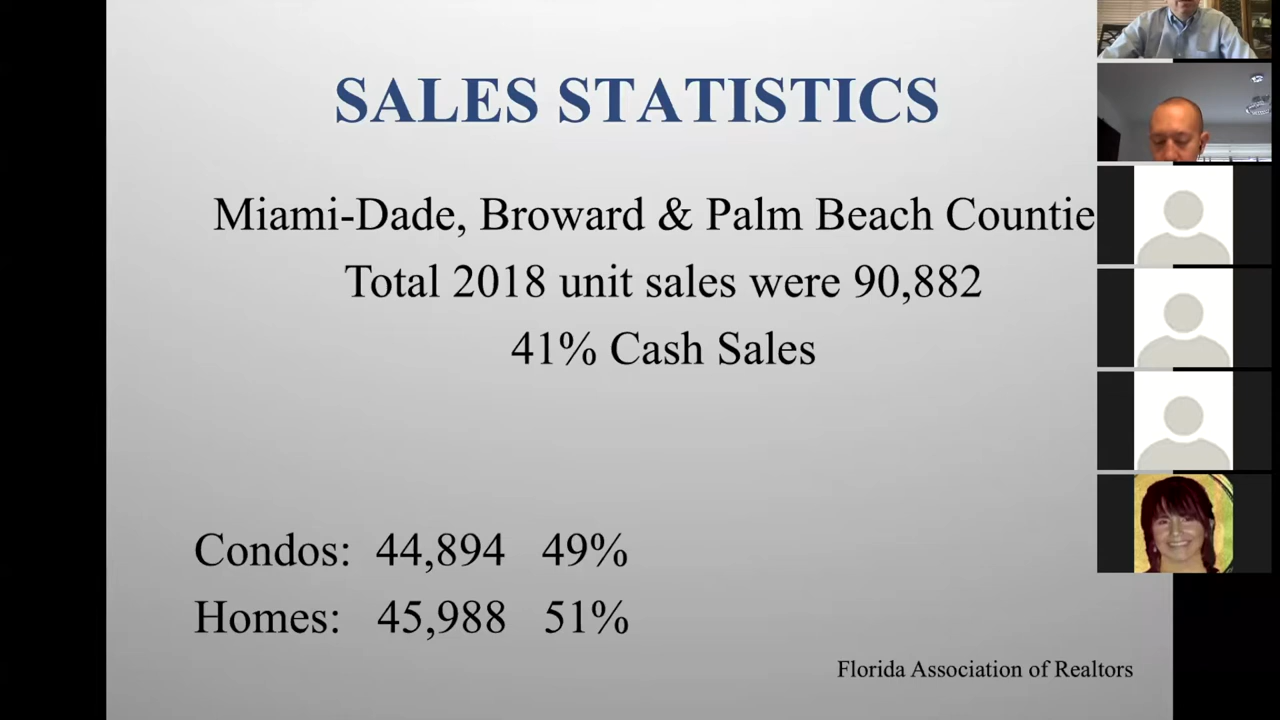 SALES STATISTICS
Miami-Dade, Broward & Palm Beach Countie
Total 2018 unit sales were 90,882
41% Cash Sales
Condos: 44,894 49%
Homes: 45,988 51%
Florida Association of Realtors